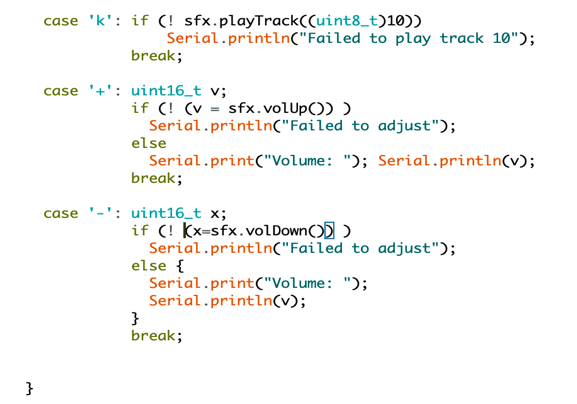 case 'k': if (! sfx.playTrack((uint8_t)10))
Serial.println("Failed to play track 10");
break;
case '+': uint16_t v;
if (! (v = sfx.volUp()) )
Serial.println("Failed to adjust");
else
Serial.print("Volume: "); Serial.println(v);
break;
case '-': uint16_t x;
if (! (x=sfx.volDown()) )
Serial.println("Failed to adjust");
else {
Serial.print("Volume: ");
Serial.println(v);
}
break;
}